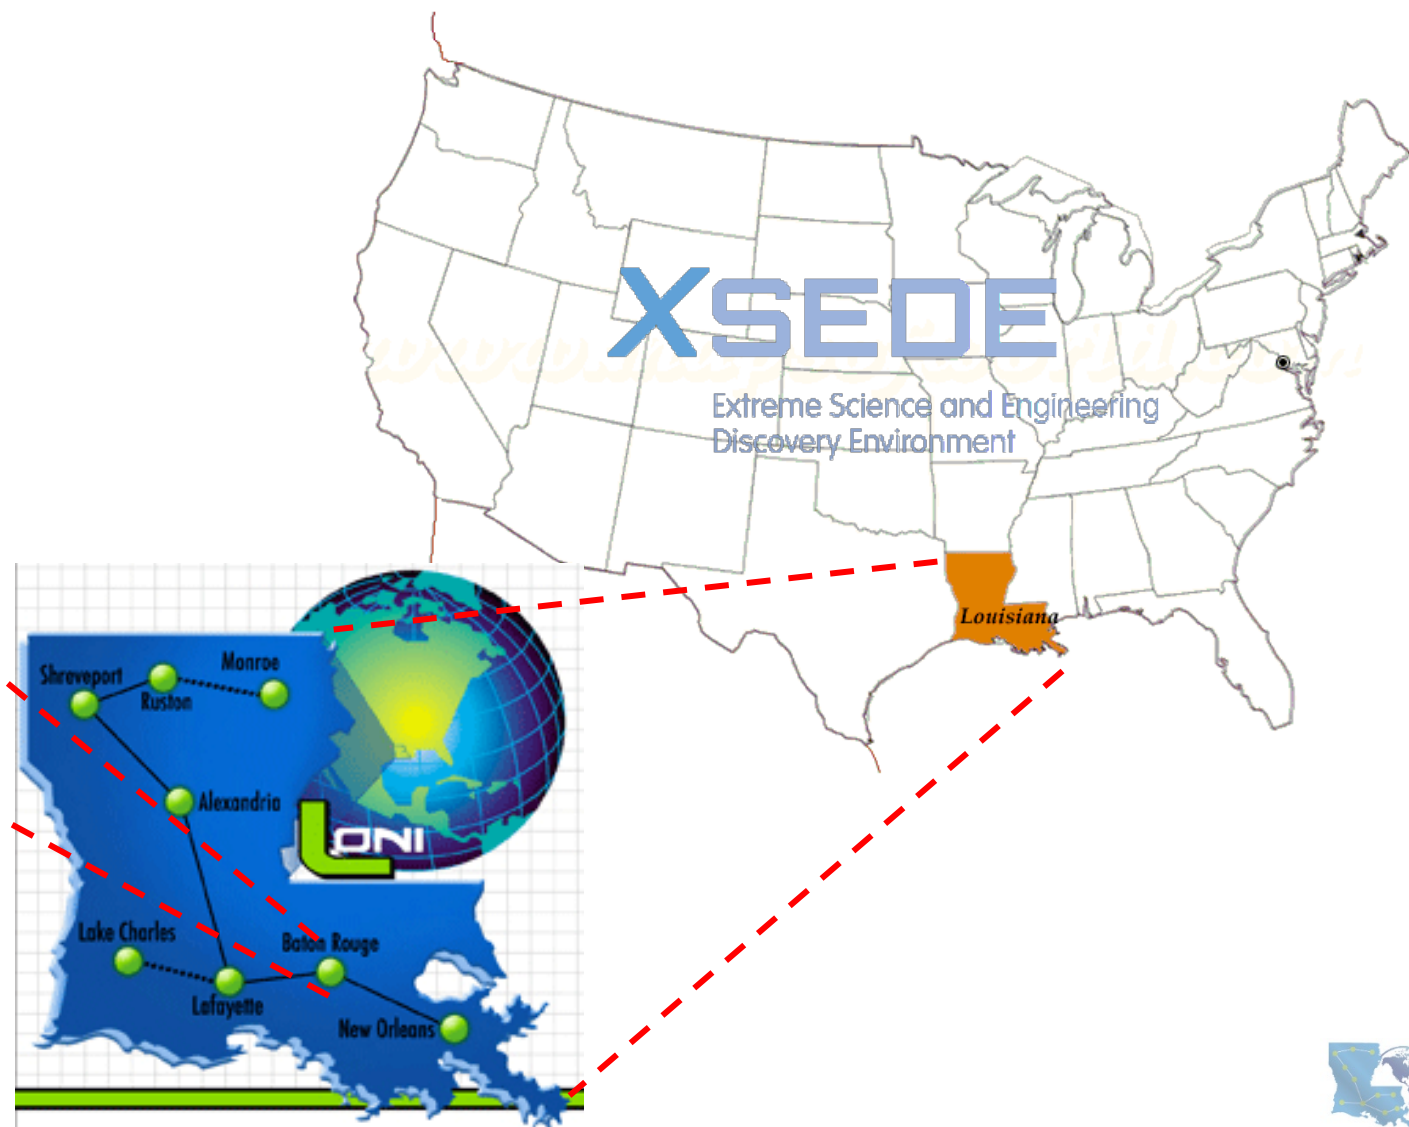 XSEDE
Extreme Science and Engineering
Discovery Environment
Louisiana
Monroe
Shreveport
Ruston
Alexandria
LONI
Lake Charles
Baton Rouge
Lafayette
New Orleans